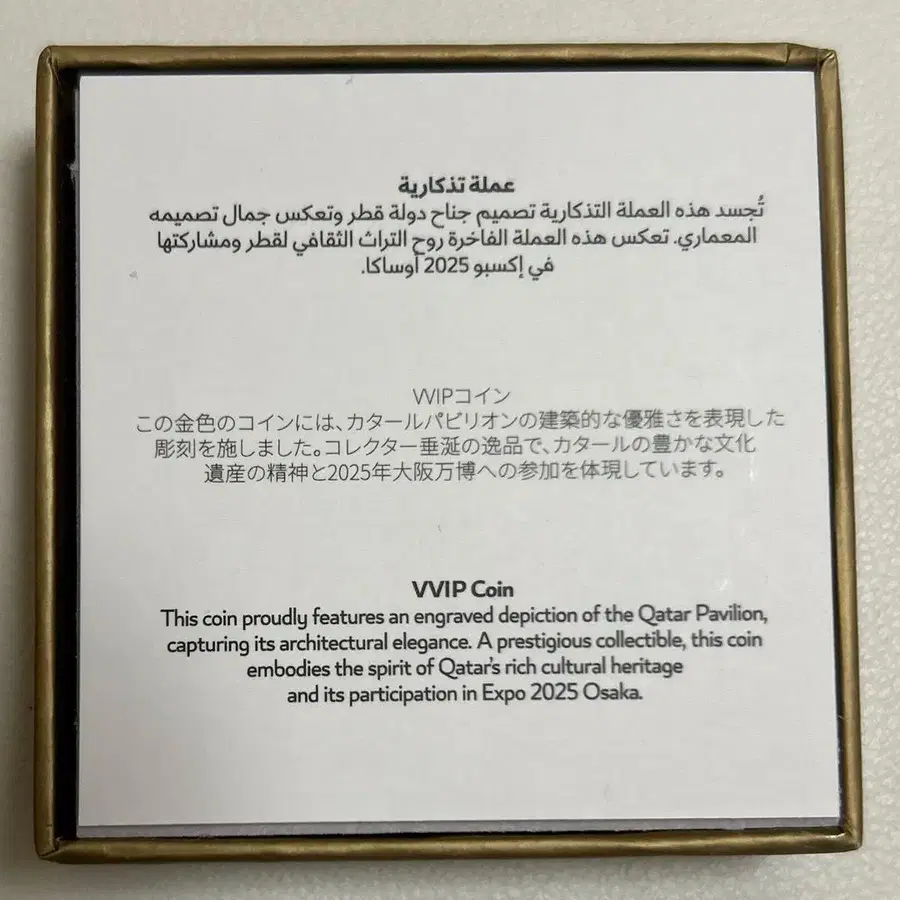 عملة تذكارية
تُجسد هذه العملة التذكارية تصميم جناح دولة قطر وتعكس جمال تصميمه
المعماري. تعكس هذه العملة الفاخرة روح التراث الثقافي لقطر ومشاركتها
في إكسبو 2025 أوساكا.
VVIPコイン
この金色のコインには、カタールパビリオンの建築的な優雅さを表現した
彫刻を施しました。コレクター垂涎の逸品で、カタールの豊かな文化
遺産の精神と2025年大阪万博への参加を体現しています。
VVIP Coin
This coin proudly features an engraved depiction of the Qatar Pavilion,
capturing its architectural elegance. A prestigious collectible, this coin
embodies the spirit of Qatar's rich cultural heritage
and its participation in Expo 2025 Osaka.